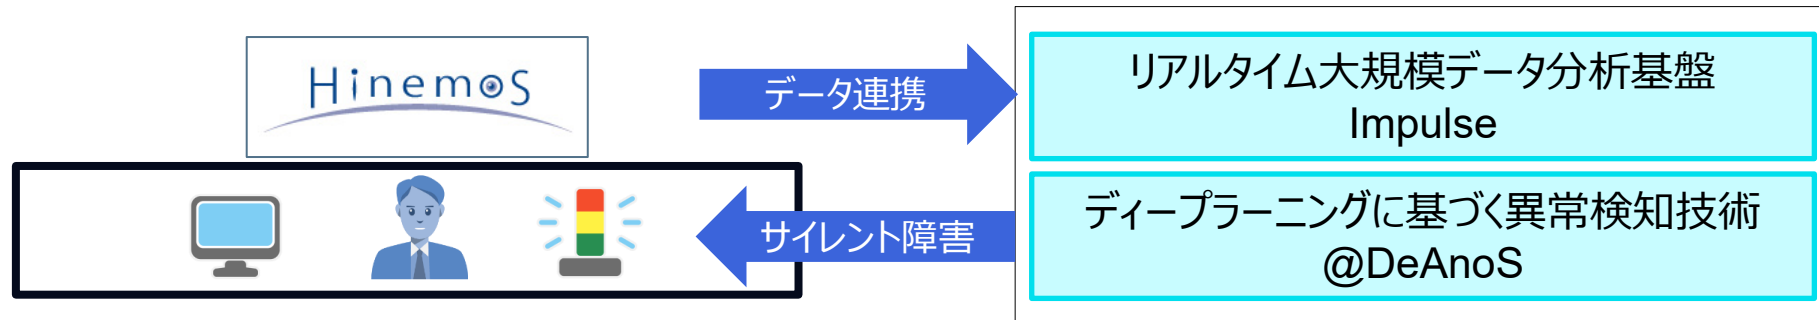 Hinemos
データ連携
リアルタイム大規模データ分析基盤
Impulse
サイレント障害
ディープラーニングに基づく異常検知技術
@DeAnoS